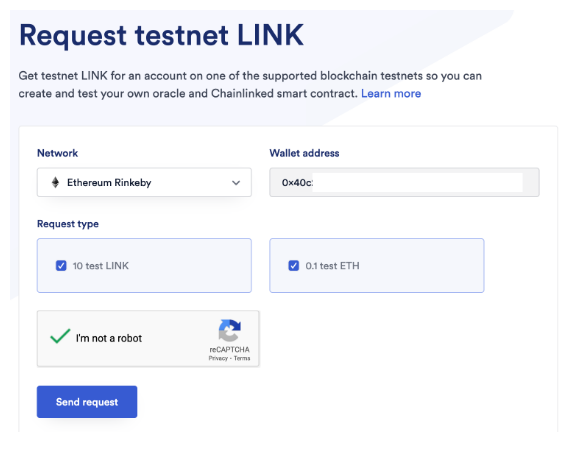 Request testnet LINK
Get testnet LINK for an account on one of the supported blockchain testnets so you can
create and test your own oracle and Chainlinked smart contract. Learn more
Network
Wallet address
Ethereum Rinkeby
0×40c:
Request type
10 test LINK
0.1 test ETH
I'm not a robot
reCAPTCHA
Privacy - Terms
Send request